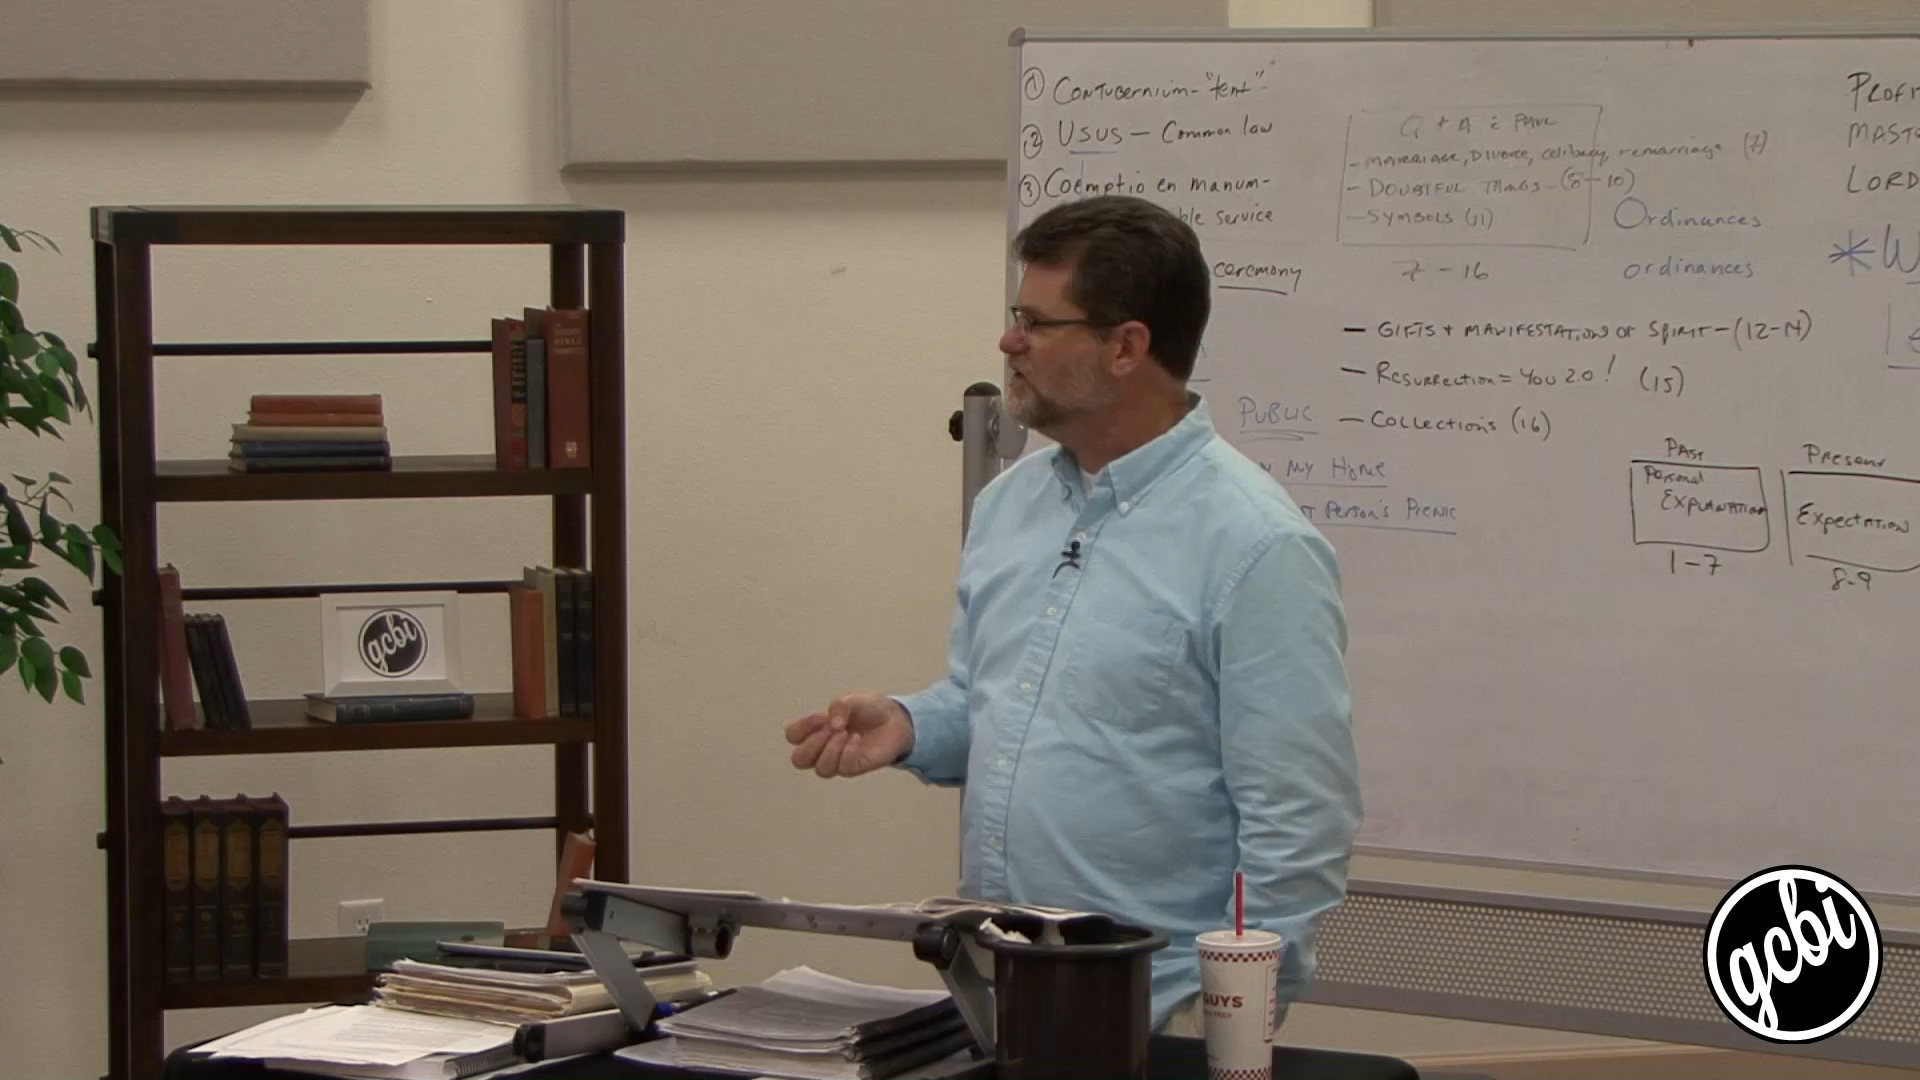 ① Contubernium - "tent"
② Usus — Common law
③ Coemptio en manum-
ble service
ceremony
Q + A
- MARRIAGE, DIVORCE, celibacy, remarriage (7)
- DOUBTFUL THINGS - (8-10)
- SYMBOLS (11)
7 - 16
Ordinances
ordinances
— GIFTS + MANIFESTATION OF SPIRIT - (12-14)
— RESURRECTION = YOU 2.0! (15)
— COLLECTIONS (16)
PUBLIC
My Home
Person's Picnic
LORD
PAST
Personal
EXPLANATION
1-7
Present
Expectation
8-9
gcbi
GUYS
gcbi